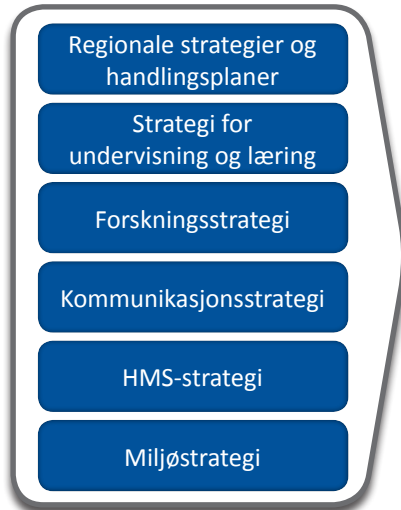 Regionale strategier og
handlingsplaner
Strategi for
undervisning og læring
Forskningsstrategi
Kommunikasjonsstrategi
HMS-strategi
Miljøstrategi